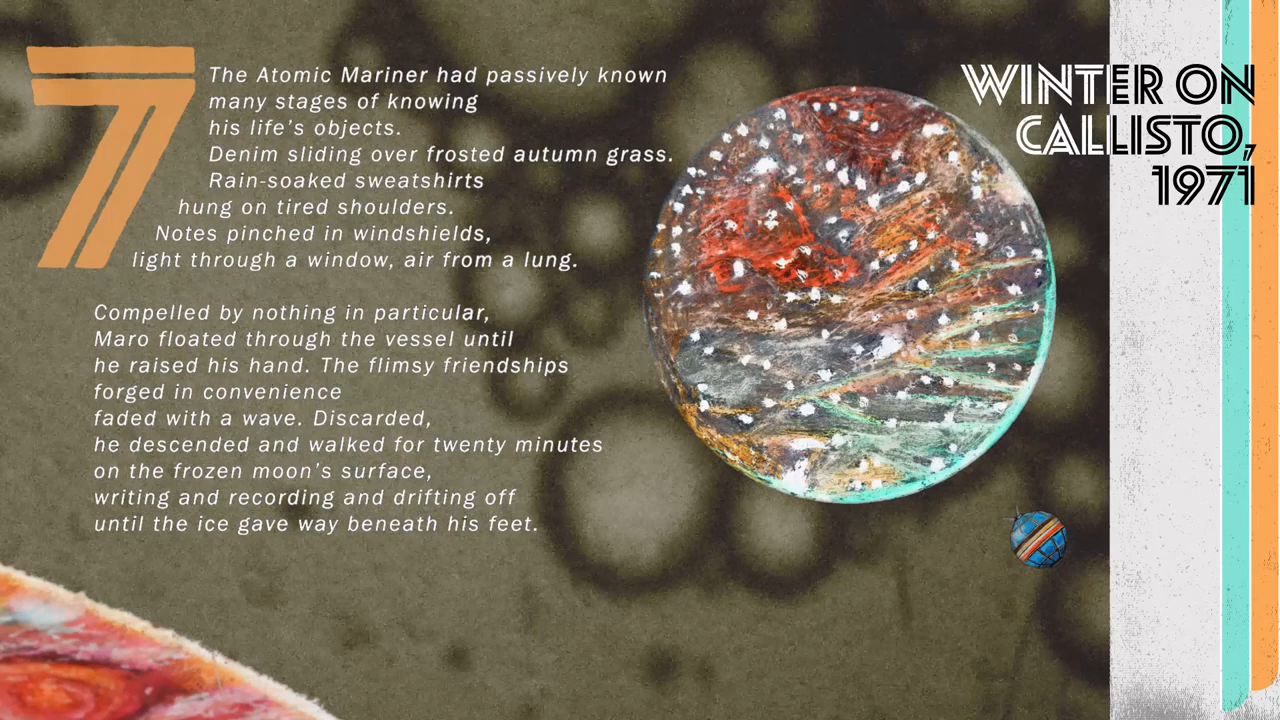 7
The Atomic Mariner had passively known
many stages of knowing
his life’s objects.
Denim sliding over frosted autumn grass.
Rain-soaked sweatshirts
hung on tired shoulders.
Notes pinched in windshields,
light through a window, air from a lung.
Compelled by nothing in particular,
Maro floated through the vessel until
he raised his hand. The flimsy friendships
forged in convenience
faded with a wave. Discarded,
he descended and walked for twenty minutes
on the frozen moon’s surface,
writing and recording and drifting off
until the ice gave way beneath his feet.
WINTER ON
CALLISTO,
1971